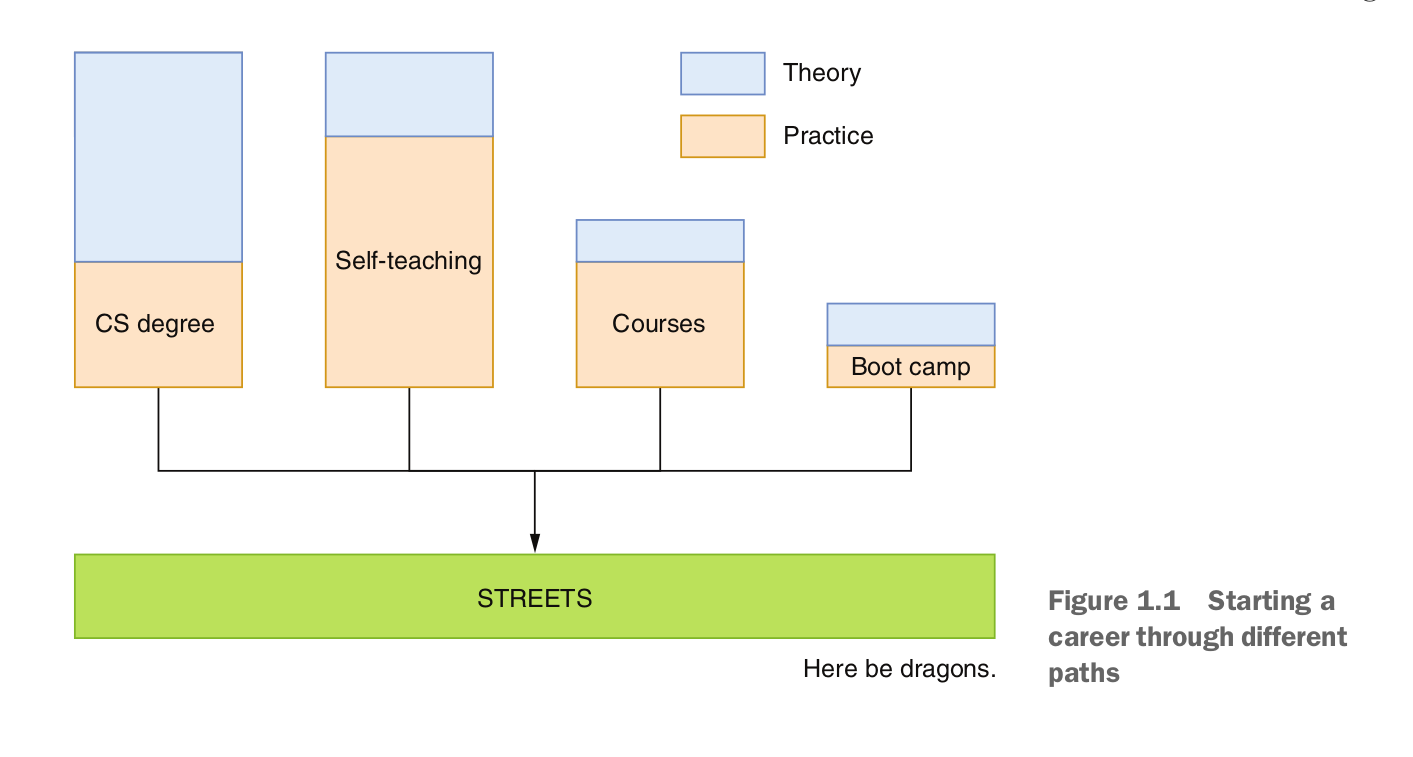 Theory
Practice
Self-teaching
CS degree
Courses
Boot camp
STREETS
Here be dragons.
Figure 1.1 Starting a
career through different
paths